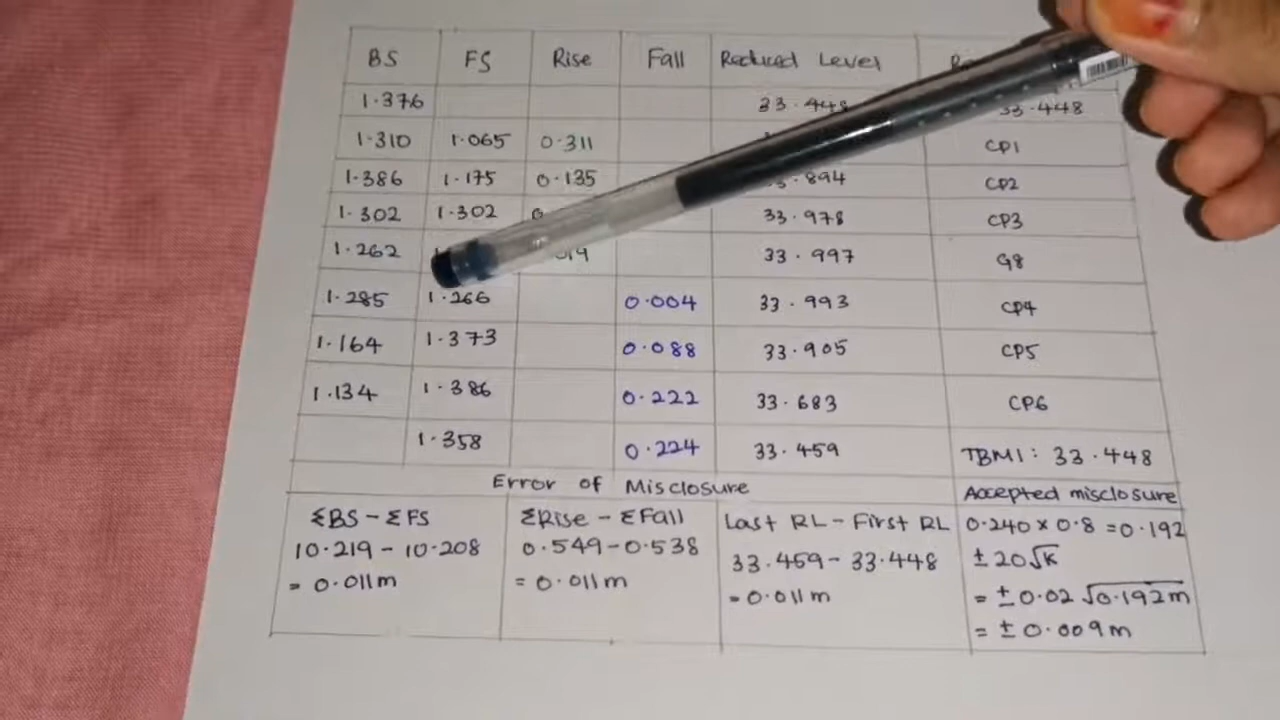 BS FS Rise Fall Reduced Level
1.376 33.448 33.448
1.310 1.065 0.311 CP1
1.386 1.175 0.135 .894 CP2
1.302 1.302 33.978 CP3
1.262 33.997 G8
1.285 1.266 0.004 33.993 CP4
1.164 1.373 0.088 33.905 CP5
1.134 1.386 0.222 33.683 CP6
1.358 0.224 33.459 TBM1: 33.448
Error of Misclosure Accepted misclosure
ΣBS - ΣFS ΣRise - ΣFall Last RL - First RL 0.240 x 0.8 = 0.192
10.219 - 10.208 0.549 - 0.538 33.459 - 33.448 ± 20√K
= 0.011m = 0.011m = 0.011m = ± 0.02 √0.192m
= ± 0.009m